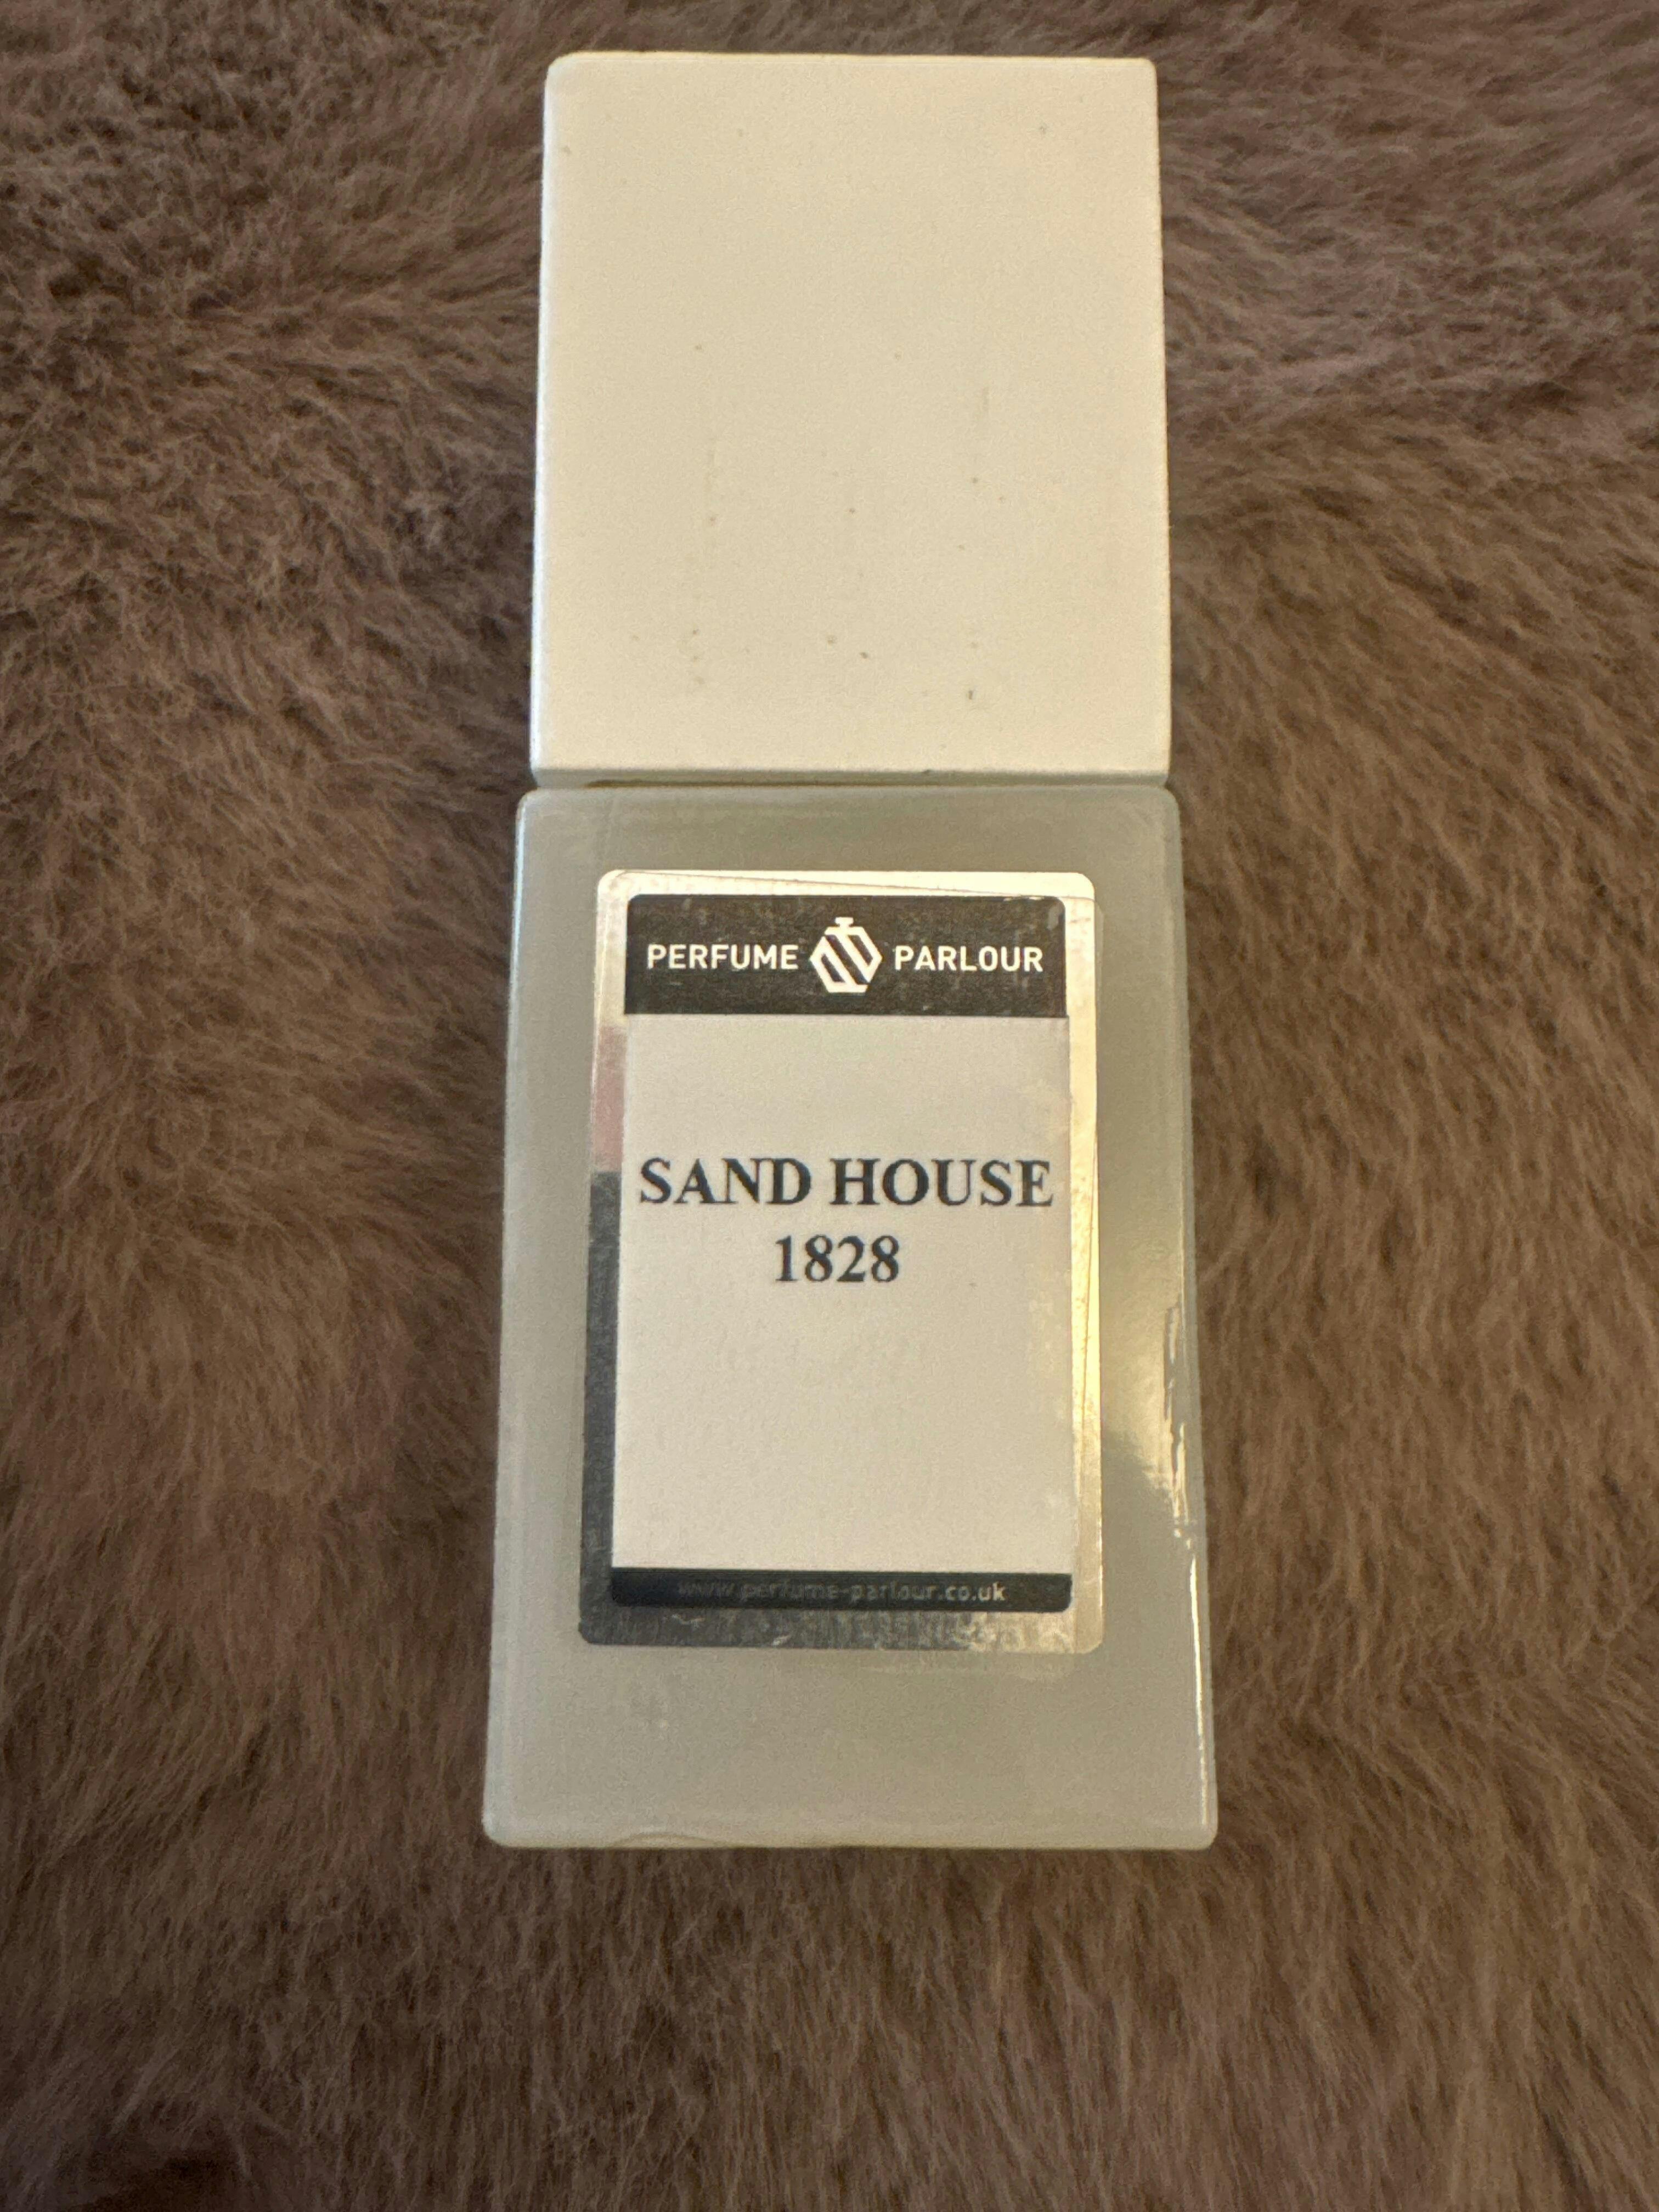 PERFUME PARLOUR
SAND HOUSE
1828
www.perfume-parlour.co.uk